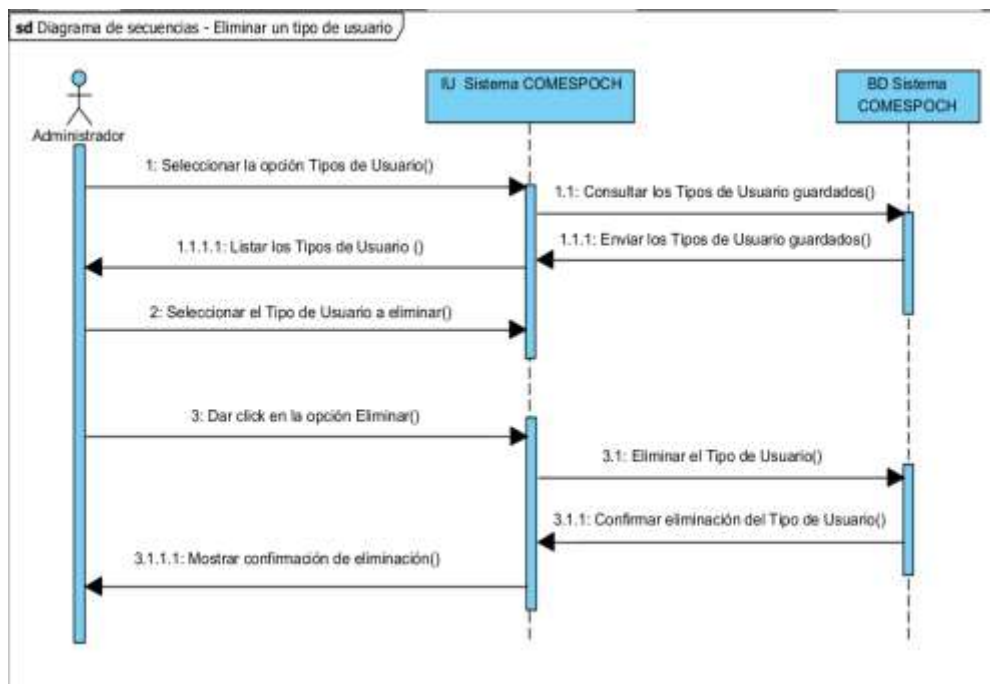 sd Diagrama de secuencias - Eliminar un tipo de usuario
IU Sistema COMESPOCH
BD Sistema
COMESPOCH
Administrador
1: Seleccionar la opción Tipos de Usuario()
1.1: Consultar los Tipos de Usuario guardados()
1.1.1: Enviar los Tipos de Usuario guardados()
1.1.1.1: Listar los Tipos de Usuario ()
2: Seleccionar el Tipo de Usuario a eliminar()
3: Dar click en la opción Eliminar()
3.1: Eliminar el Tipo de Usuario()
3.1.1: Confirmar eliminación del Tipo de Usuario()
3.1.1.1: Mostrar confirmación de eliminación()